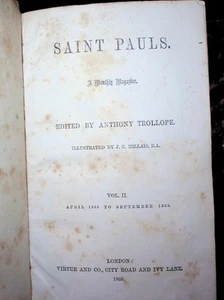 SAINT PAULS.
A Monthly Magazine.
EDITED BY ANTHONY TROLLOPE.
ILLUSTRATED BY J. E. MILLAIS, R.A.
VOL. II.
APRIL 1868 TO SEPTEMBER 1868.
LONDON:
VIRTUE AND CO., CITY ROAD AND IVY LANE.
1868.